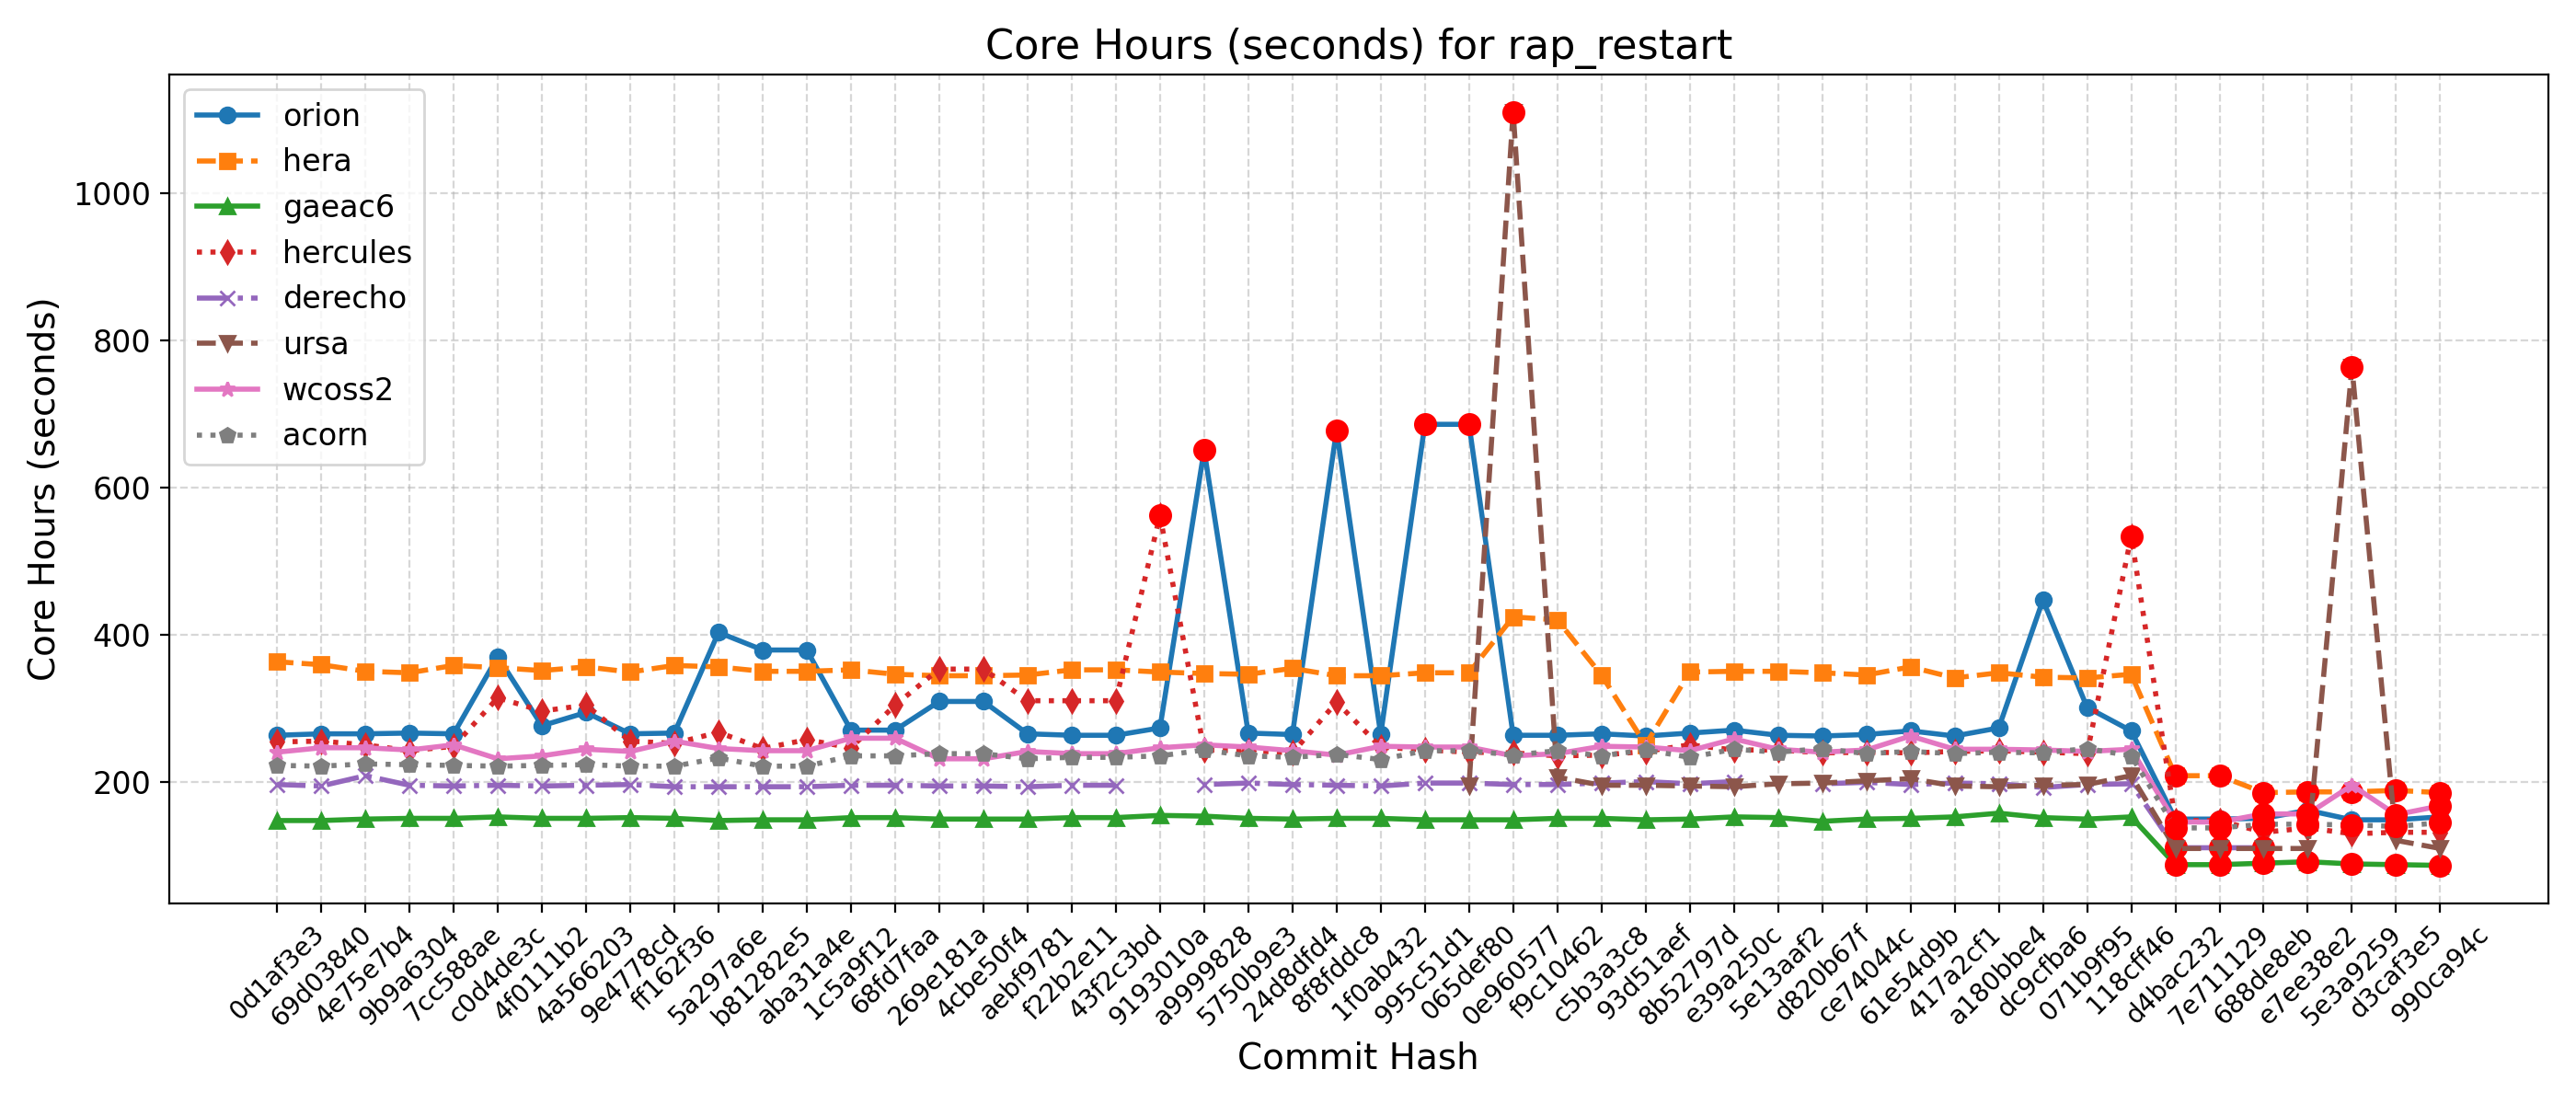 Core Hours (seconds) for rap_restart
Core Hours (seconds)
1000
800
600
400
200
orion
hera
gaeac6
hercules
derecho
ursa
wcoss2
acorn
0d1af3e3
69d03840
4e75e7b4
9b9a6304
7cc588ae
c0d4de3c
4f0111b2
4a566203
9e4778cd
ff162f36
5a297a6e
b81282e5
aba31a4e
1c5a9f12
68fd7faa
269e181a
4cbe50f4
aebf9781
f22b2e11
43f2c3bd
9193010a
a9999828
5750b9e3
24d8dfd4
8f8fddc8
1f0ab432
995c51d1
065def80
0e960577
f9c10462
c5b3a3c8
93d51aef
8b52797d
e39a250c
5e13aaf2
d820b67f
ce74044c
61e54d9b
417a2cf1
a180bbe4
dc9cfba6
071b9f95
118cff46
d4bac232
7e711129
688de8eb
e7ee38e2
5e3a9259
d3caf3e5
990ca94c
Commit Hash